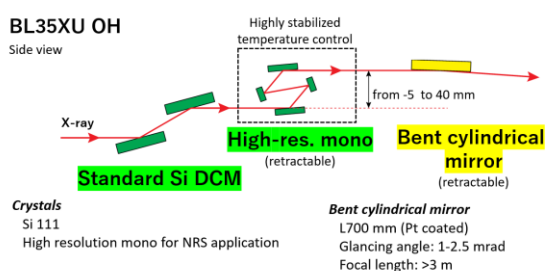 BL35XU OH
Side view
Highly stabilized
temperature control
from -5 to 40 mm
X-ray
High-res. mono
(retractable)
Bent cylindrical
mirror
(retractable)
Standard Si DCM
Crystals
Si 111
High resolution mono for NRS application
Bent cylindrical mirror
L700 mm (Pt coated)
Glancing angle: 1-2.5 mrad
Focal length: >3 m